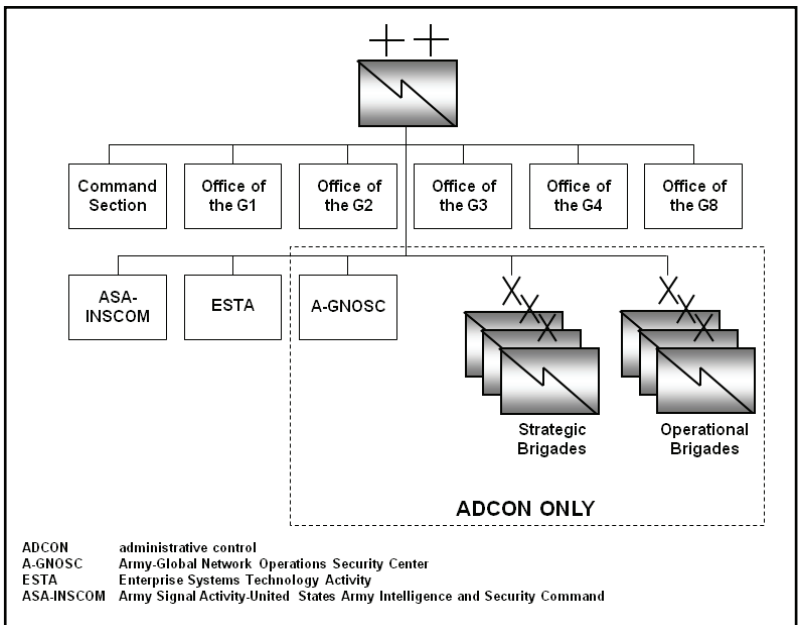 Command
Section
Office of
the G1
Office of
the G2
Office of
the G3
Office of
the G4
Office of
the G8
ASA-
INSCOM
ESTA
A-GNOSC
Strategic
Brigades
Operational
Brigades
ADCON ONLY
ADCON administrative control
A-GNOSC Army-Global Network Operations Security Center
ESTA Enterprise Systems Technology Activity
ASA-INSCOM Army Signal Activity-United States Army Intelligence and Security Command